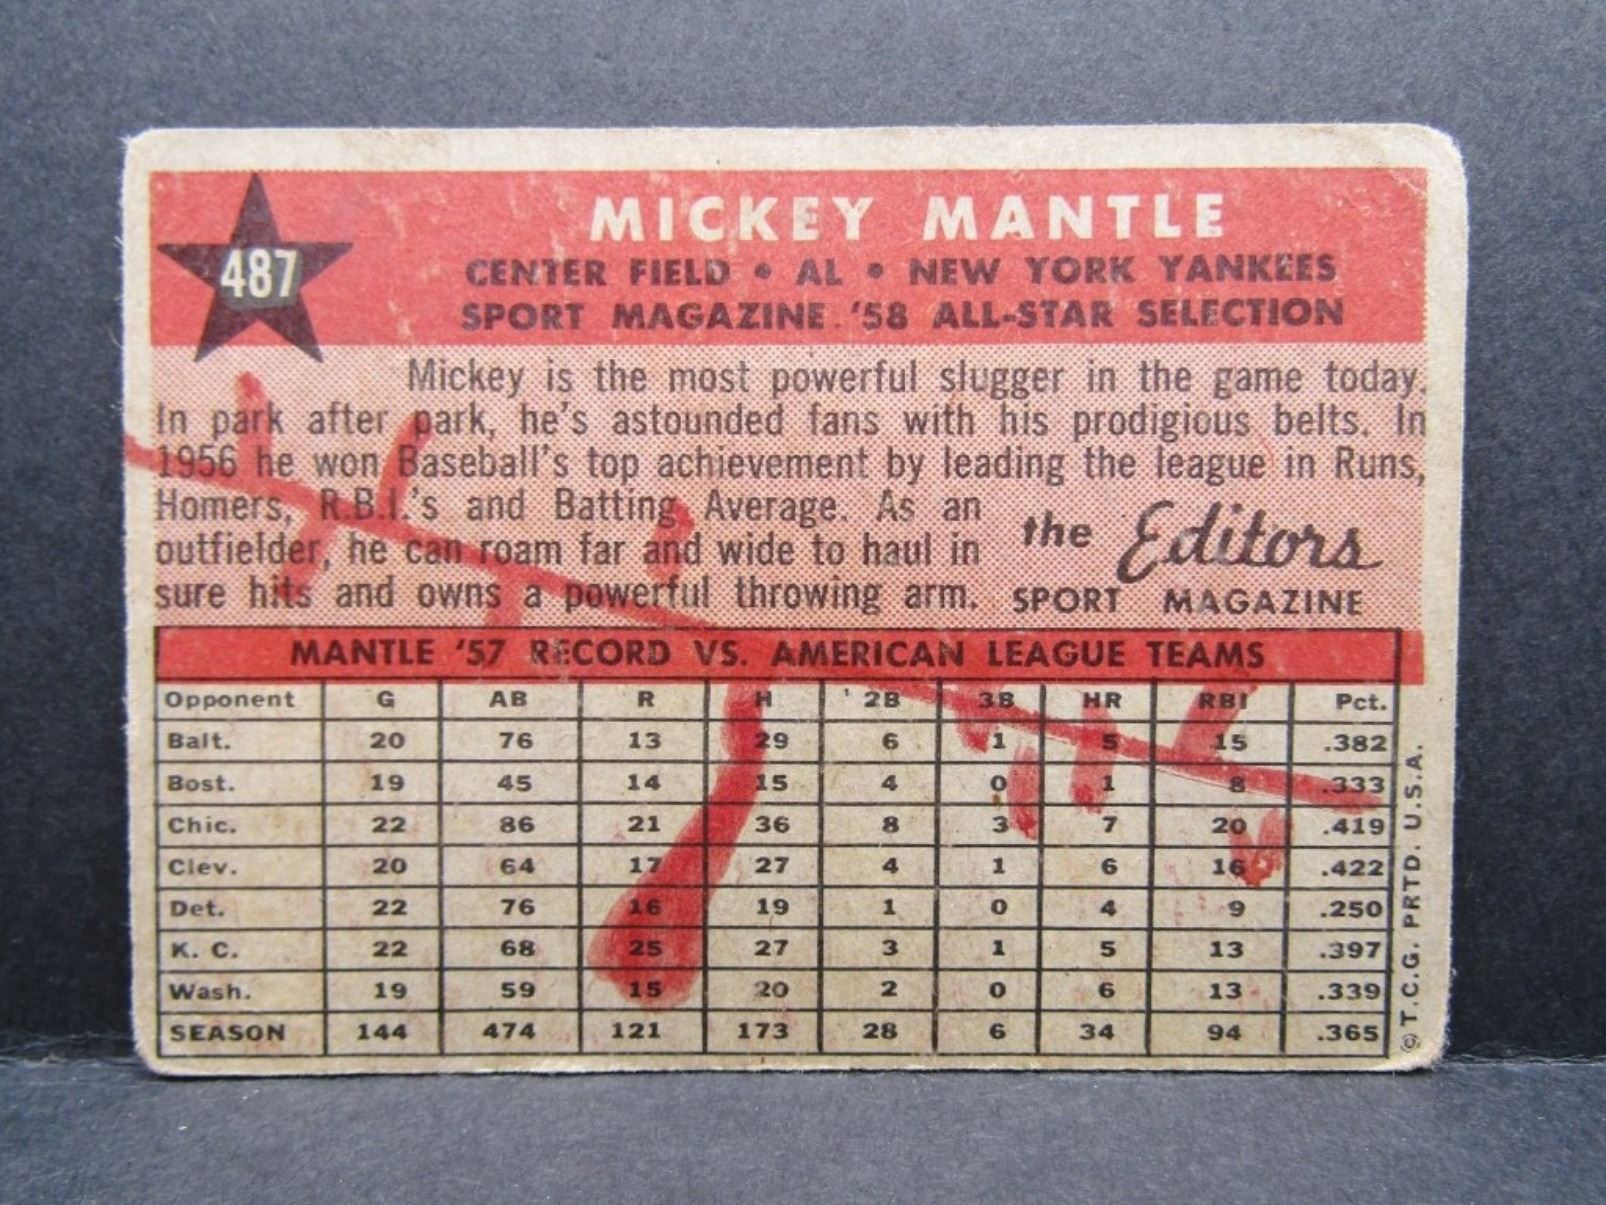 487
MICKEY MANTLE
CENTER FIELD • AL • NEW YORK YANKEES
SPORT MAGAZINE '58 ALL-STAR SELECTION
Mickey is the most powerful slugger in the game today.
In park after park, he's astounded fans with his prodigious belts. In
1956 he won Baseball's top achievement by leading the league in Runs,
Homers, R.B.I.'s and Batting Average. As an
outfielder, he can roam far and wide to haul in
sure hits and owns a powerful throwing arm.
the Editors
SPORT MAGAZINE
MANTLE '57 RECORD VS. AMERICAN LEAGUE TEAMS
Opponent G AB R H 2B 3B HR RBI Pct.
Balt. 20 76 13 29 6 1 5 15 .382
Bost. 19 45 14 15 4 0 1 8 .333
Chic. 22 86 21 36 8 3 7 20 .419
Clev. 20 64 17 27 4 1 6 16 .422
Det. 22 76 16 19 1 0 4 9 .250
K. C. 22 68 25 27 3 1 5 13 .397
Wash. 19 59 15 20 2 0 6 13 .339
SEASON 144 474 121 173 28 6 34 94 .365
© T.C.G. PRTD. U.S.A.